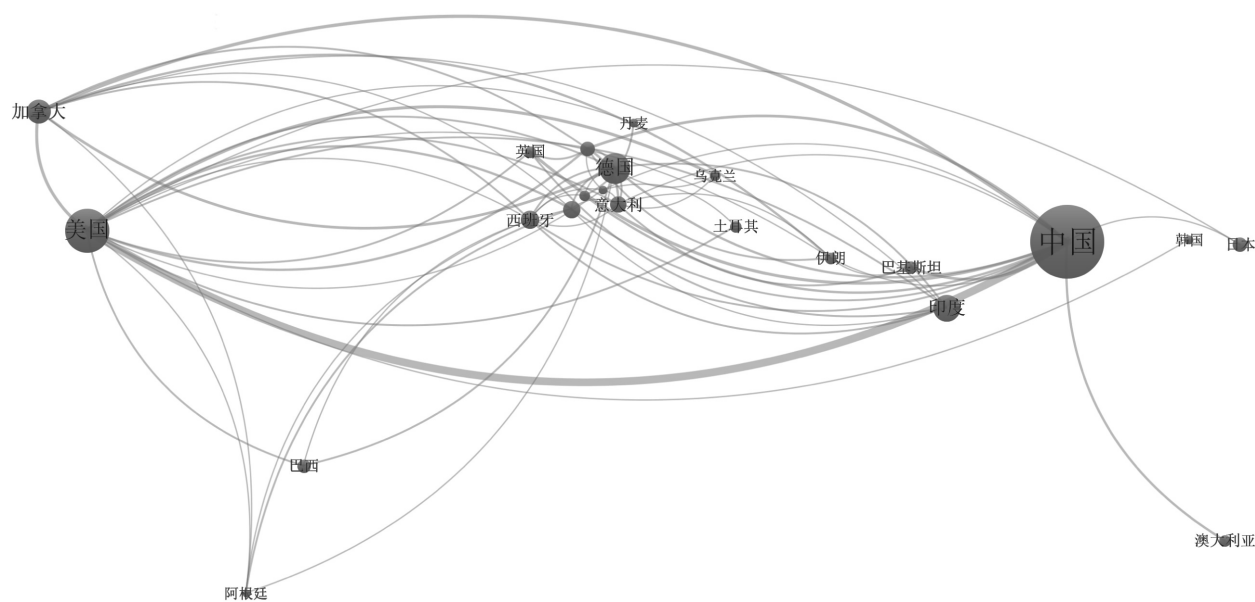 加拿大
丹麦
英国
德国
乌克兰
意大利
西班牙
美国
土耳其
中国
韩国
日本
伊朗
巴基斯坦
印度
巴西
澳大利亚
阿根廷